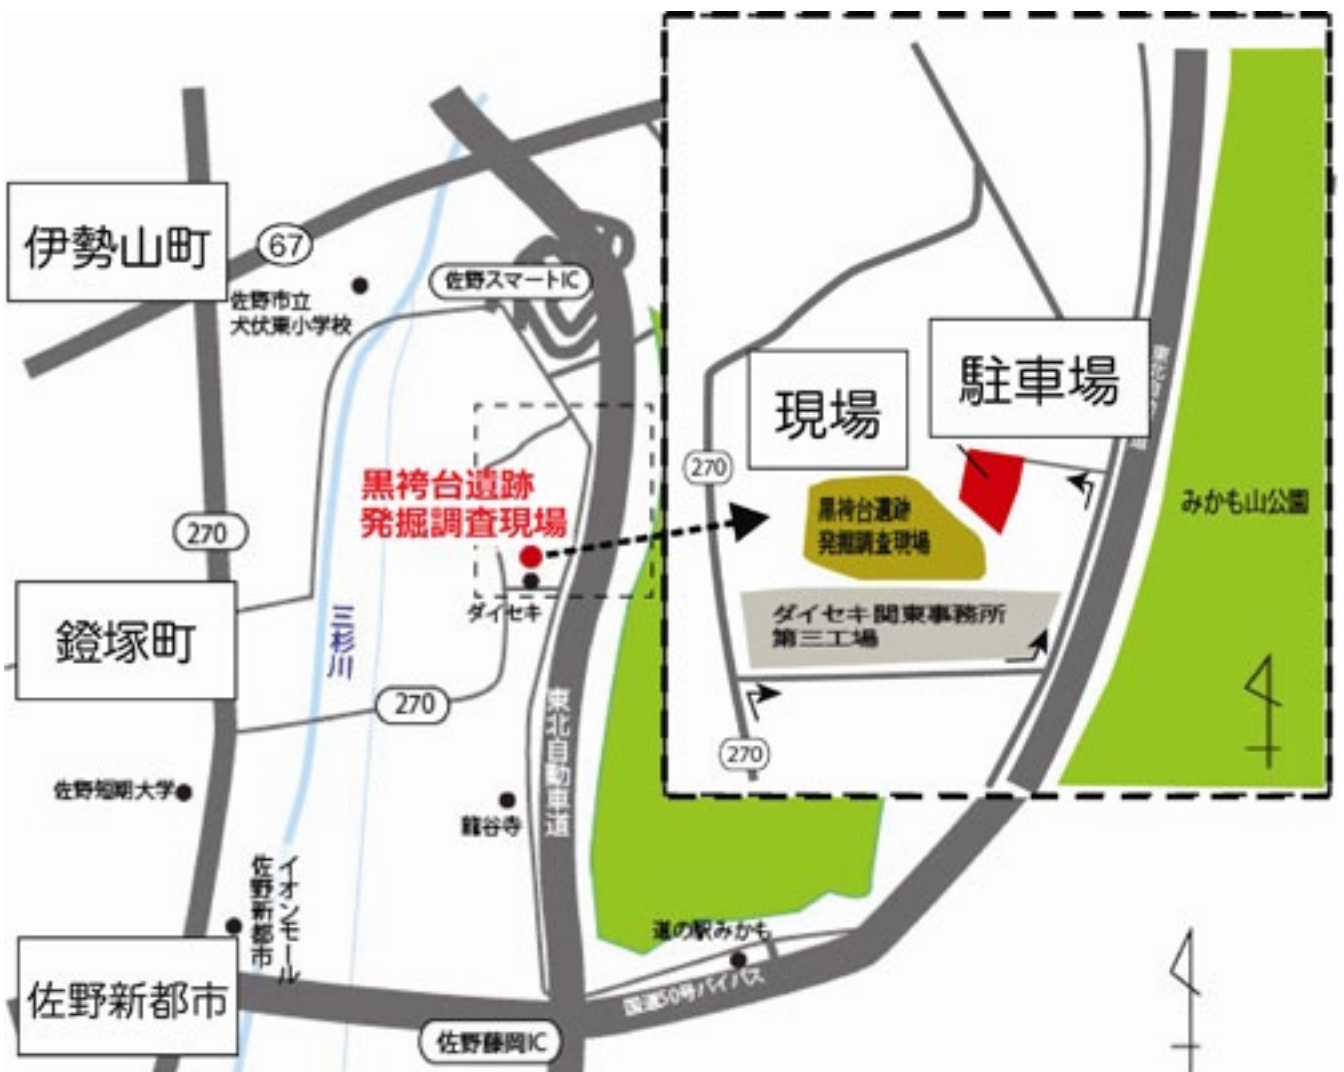 伊勢山町
67
佐野市立
犬伏東小学校
佐野スマートIC
270
黒袴台遺跡
発掘調査現場
ダイセキ
鐙塚町
三杉川
270
東北自動車道
佐野短期大学
龍谷寺
イオンモール
佐野新都市
佐野新都市
佐野藤岡IC
道の駅みかも
国道50号バイパス
駐車場
現場
270
黒袴台遺跡
発掘調査現場
みかも山公園
ダイセキ関東事務所
第三工場
270